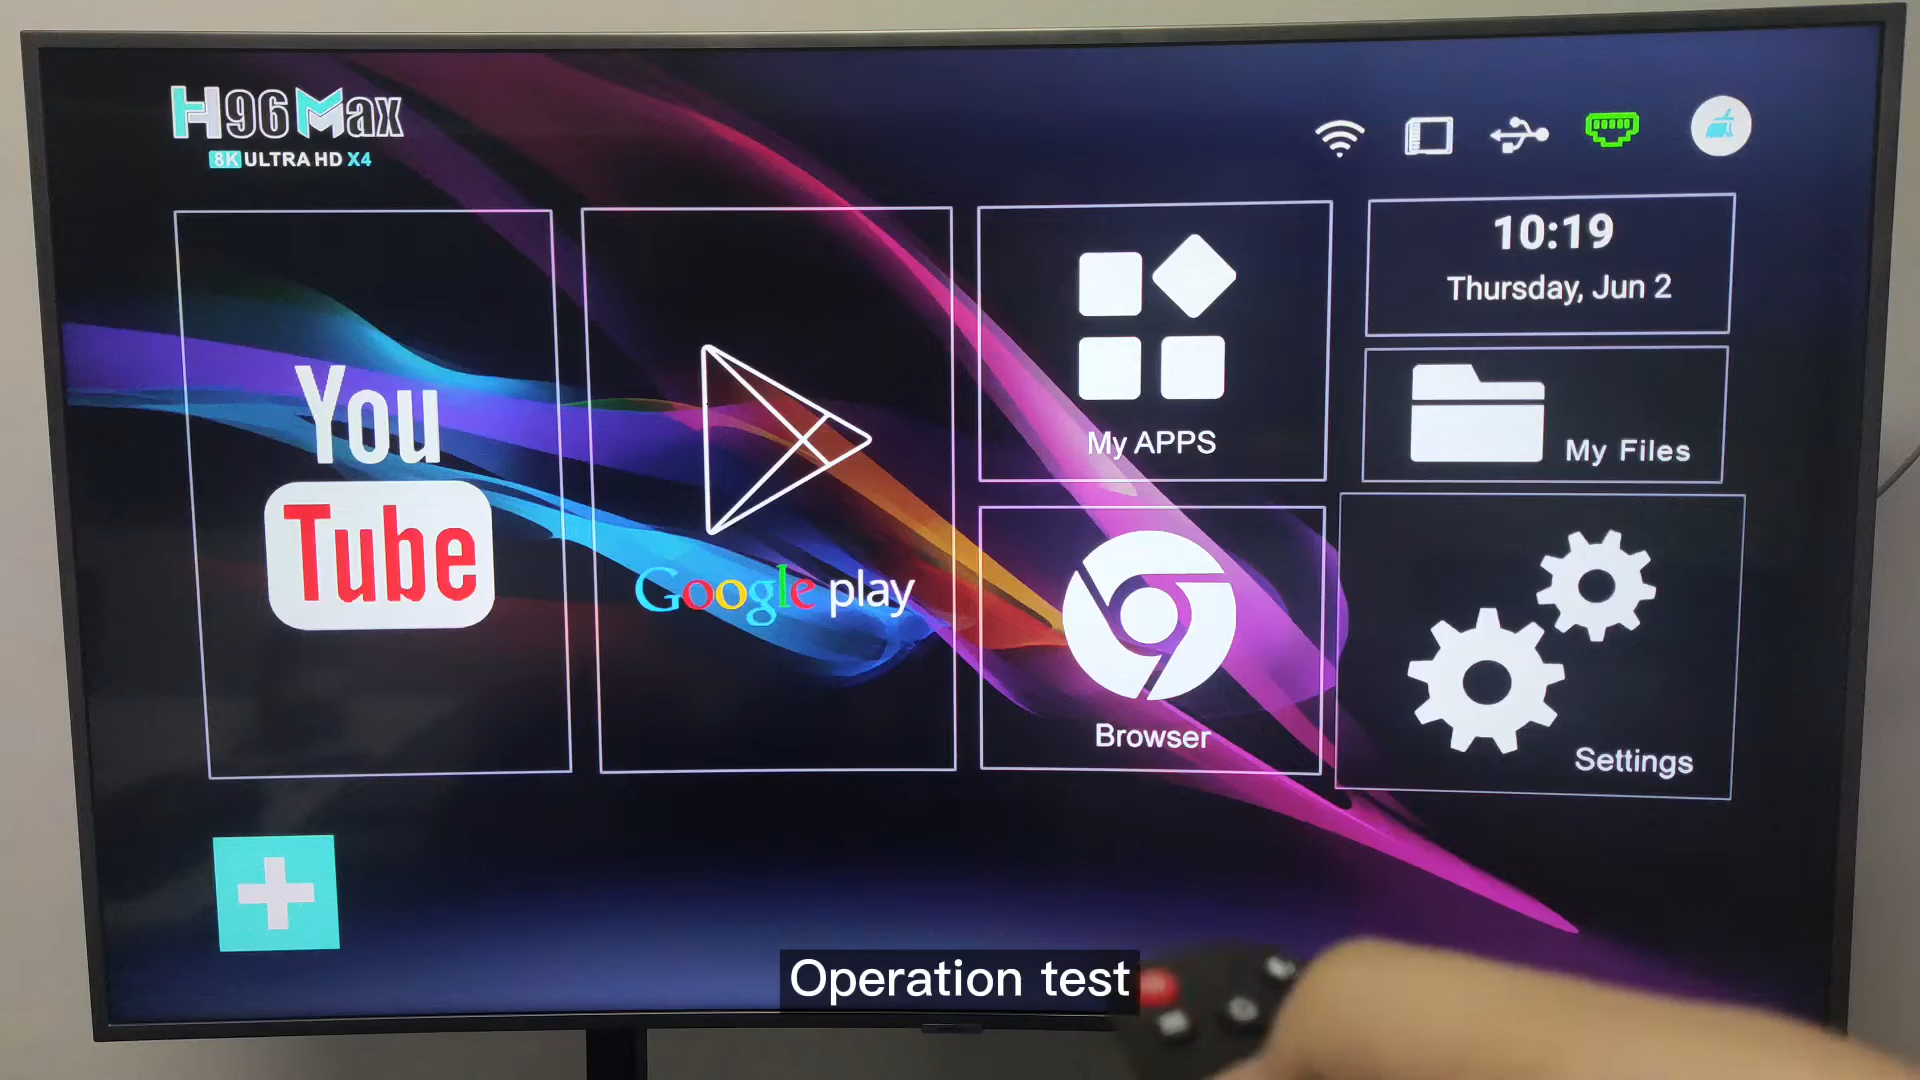 H96 Max
8K ULTRA HD X4
10:19
Thursday, Jun 2
You
Tube
Google play
My APPS
My Files
Browser
Settings
Operation test